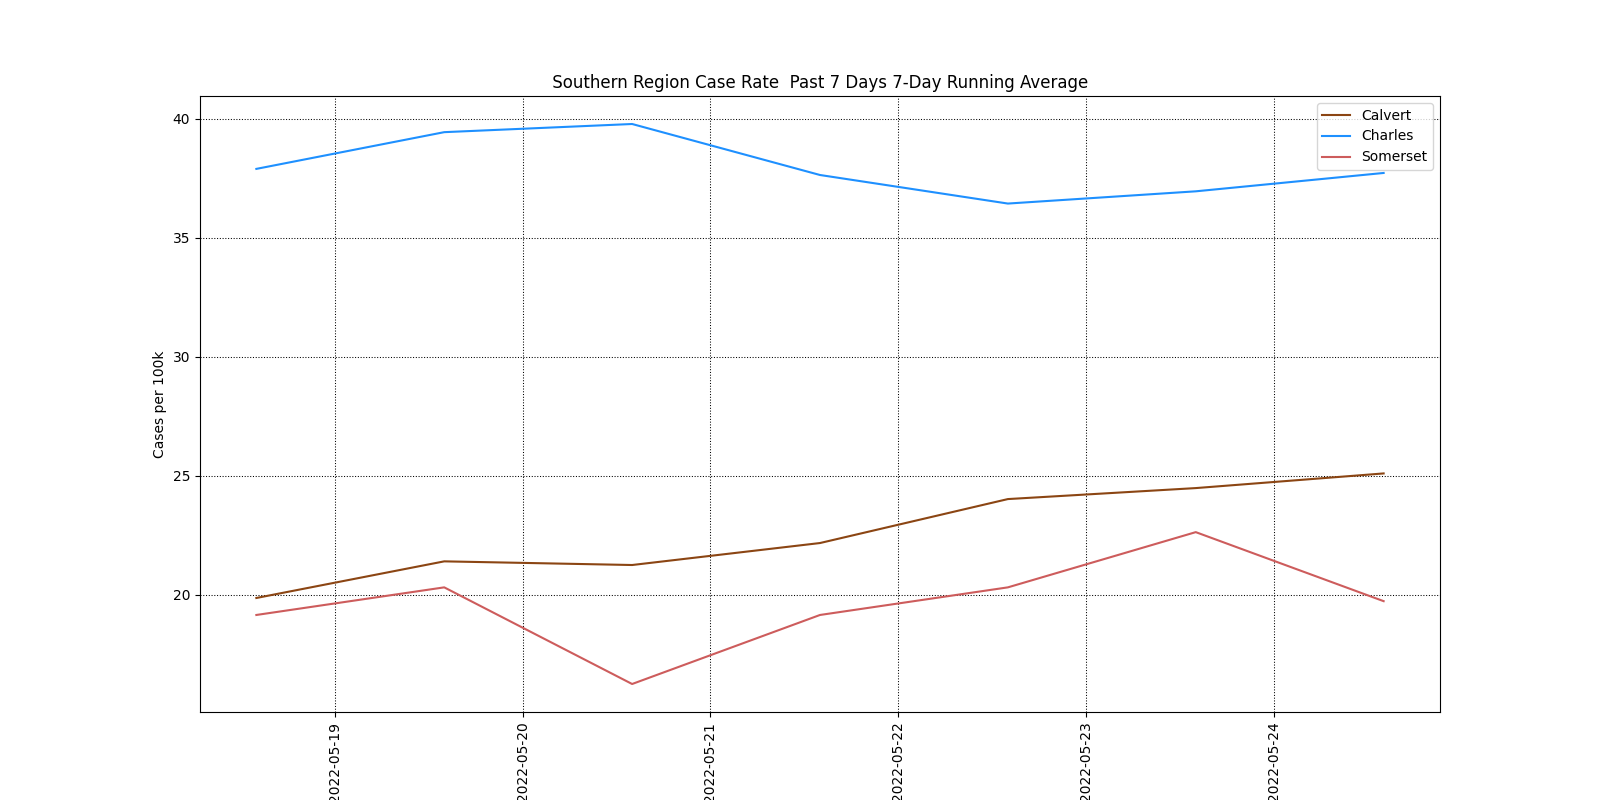 Southern Region Case Rate  Past 7 Days 7-Day Running Average
Calvert
Charles
Somerset
Cases per 100k
40
35
30
25
20
2022-05-19
2022-05-20
2022-05-21
2022-05-22
2022-05-23
2022-05-24